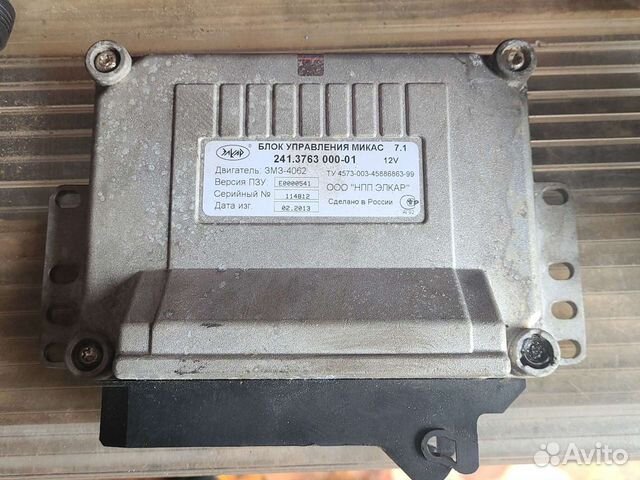 ЭЛКАР
БЛОК УПРАВЛЕНИЯ МИКАС 7.1
241.3763 000-01 12V
Двигатель: ЗМЗ-4062 ТУ 4573-003-45886863-99
Версия ПЗУ E0000541 ООО "НПП ЭЛКАР"
Серийный № 114812
Дата изг. 02.2013 Сделано в России
Avito